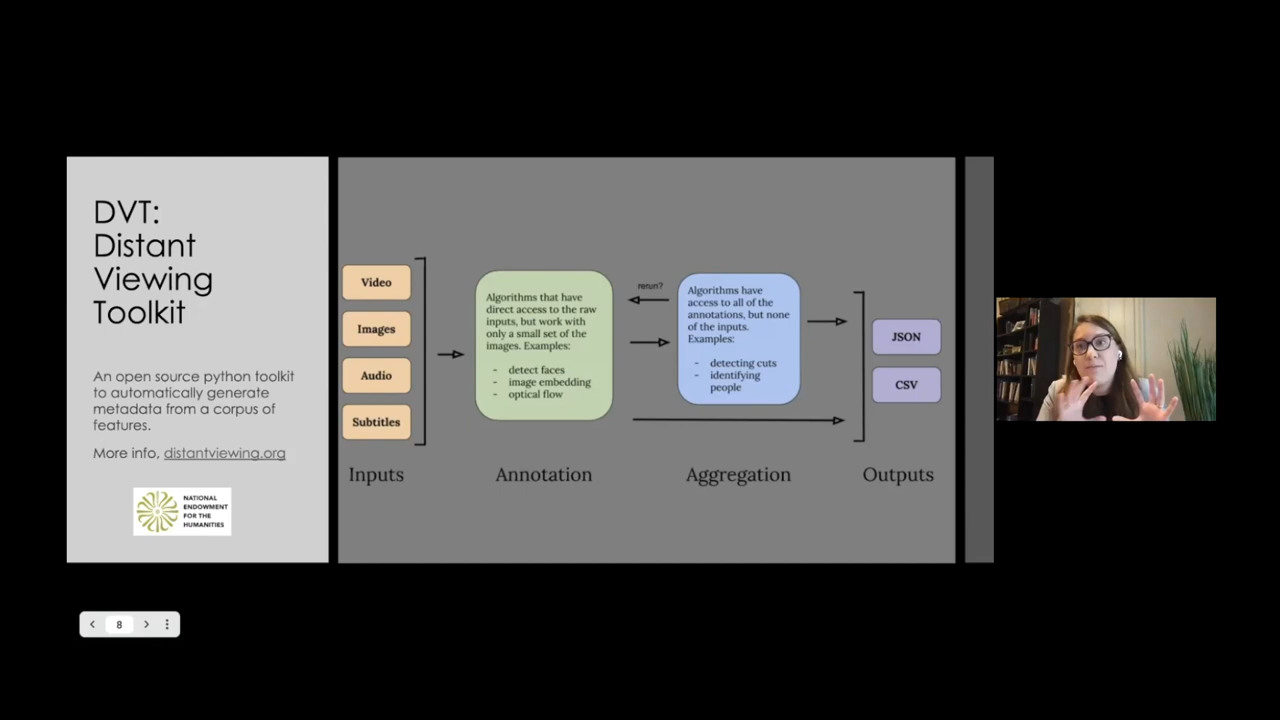 DVT:
Distant
Viewing
Toolkit
An open source python toolkit
to automatically generate
metadata from a corpus of
features.
More info, distantviewing.org
NATIONAL
ENDOWMENT
FOR THE
HUMANITIES
Video
Images
Audio
Subtitles
Inputs
Algorithms that have
direct access to the raw
inputs, but work with
only a small set of the
images. Examples:
- detect faces
- image embedding
- optical flow
Annotation
rerun?
Algorithms have
access to all of the
annotations, but none
of the inputs.
Examples:
- detecting cuts
- identifying
people
Aggregation
JSON
CSV
Outputs
8